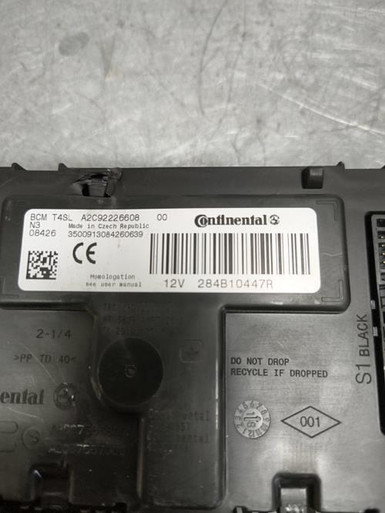 BCM T4SL A2C92226608 00
N3 Made in Czech Republic
08426 3500913084260639
Continental
CE
Homologation
see user manual
12V 284B10447R
2-1/4
>PP TD 40<
DO NOT DROP
RECYCLE IF DROPPED
S1 BLACK
001
Continental